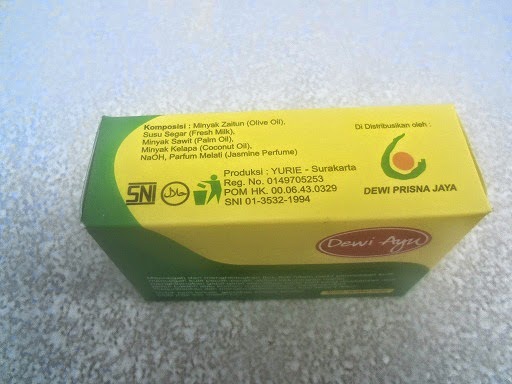 Komposisi : Minyak Zaitun (Olive Oil),
Susu Segar (Fresh Milk),
Minyak Sawit (Palm Oil),
Minyak Kelapa (Coconut Oil),
NaOH, Parfum Melati (Jasmine Perfume)
Di Distribusikan oleh :
DEWI PRISNA JAYA
SNI
حلال
Produksi : YURIE - Surakarta
Reg. No. 0149705253
POM HK. 00.06.43.0329
SNI 01-3532-1994
Dewi Ayu